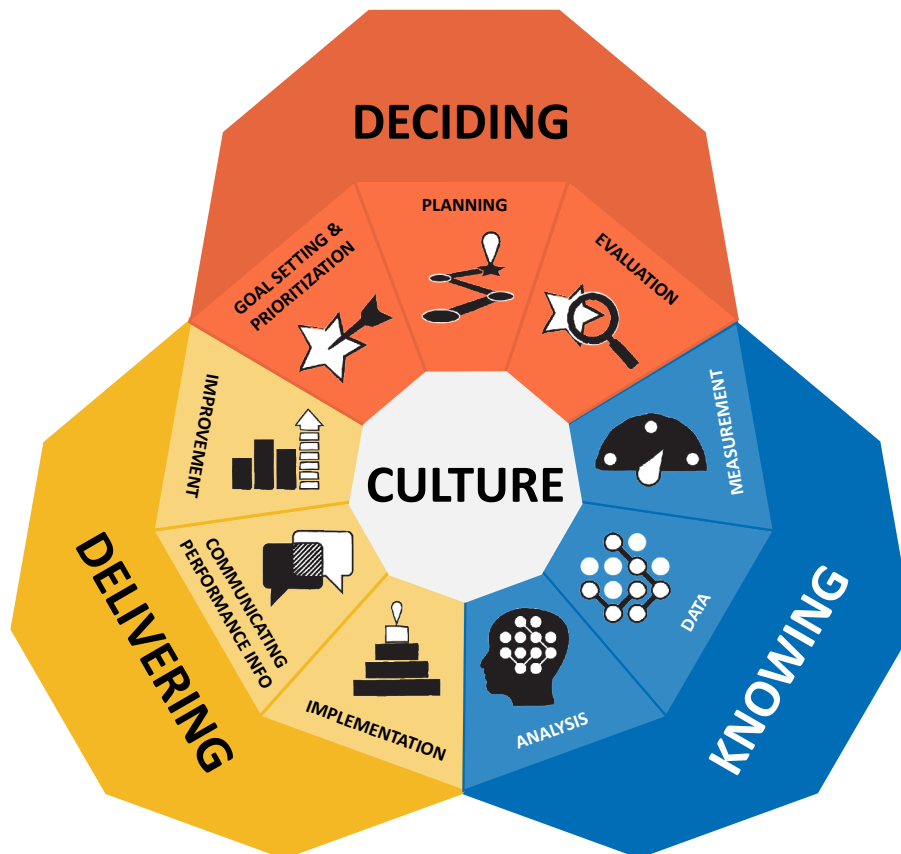 DECIDING
GOAL SETTING &
PRIORITIZATION
PLANNING
EVALUATION
IMPROVEMENT
MEASUREMENT
CULTURE
DELIVERING
COMMUNICATING
PERFORMANCE INFO
DATA
KNOWING
IMPLEMENTATION
ANALYSIS